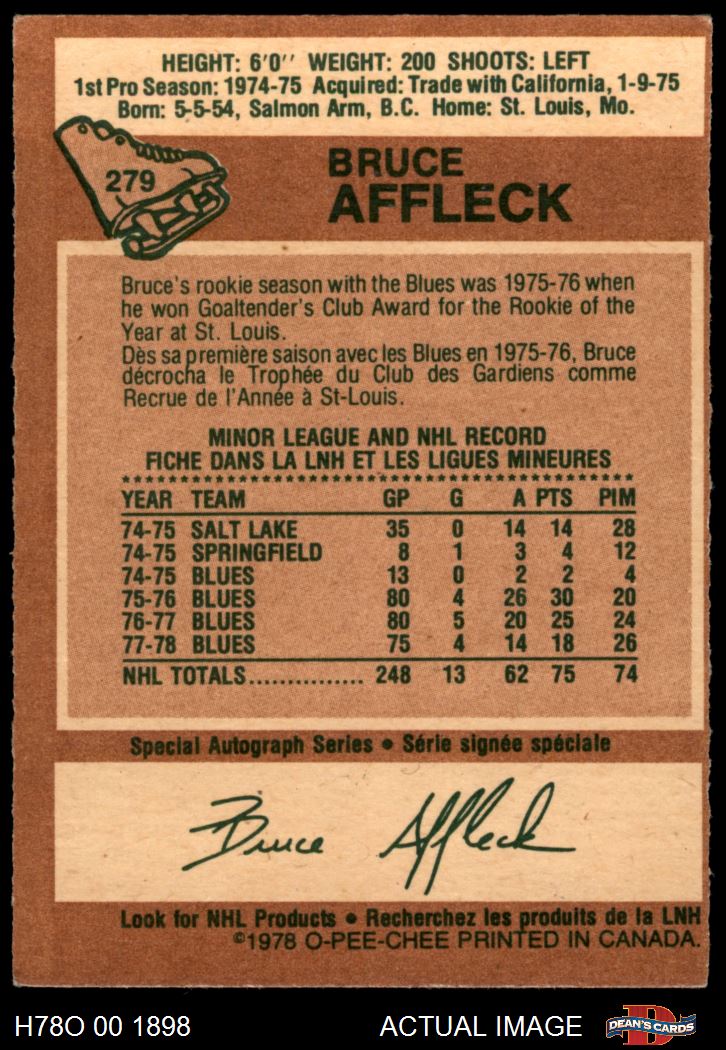 HEIGHT: 6'0'' WEIGHT: 200 SHOOTS: LEFT
1st Pro Season: 1974-75 Acquired: Trade with California, 1-9-75
Born: 5-5-54, Salmon Arm, B.C. Home: St. Louis, Mo.
279
BRUCE
AFFLECK
Bruce's rookie season with the Blues was 1975-76 when
he won Goaltender's Club Award for the Rookie of the
Year at St. Louis.
Dès sa première saison avec les Blues en 1975-76, Bruce
décrocha le Trophée du Club des Gardiens comme
Recrue de l'Année à St-Louis.
MINOR LEAGUE AND NHL RECORD
FICHE DANS LA LNH ET LES LIGUES MINEURES
YEAR TEAM GP G A PTS PIM
74-75 SALT LAKE 35 0 14 14 28
74-75 SPRINGFIELD 8 1 3 4 12
74-75 BLUES 13 0 2 2 4
75-76 BLUES 80 4 26 30 20
76-77 BLUES 80 5 20 25 24
77-78 BLUES 75 4 14 18 26
NHL TOTALS............... 248 13 62 75 74
Special Autograph Series • Série signée spéciale
Bruce Affleck
Look for NHL Products • Recherchez les produits de la LNH
©1978 O-PEE-CHEE PRINTED IN CANADA.
H78O 00 1898 ACTUAL IMAGE DEAN'S CARDS